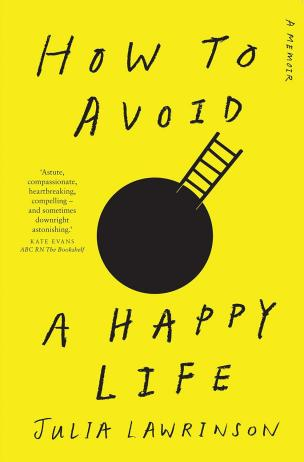 A MEMOIR
HOW TO
AVOID
'Astute,
compassionate,
heartbreaking,
compelling –
and sometimes
downright
astonishing.'
KATE EVANS
ABC RN The Bookshelf
A HAPPY
LIFE
JULIA LAWRINSON